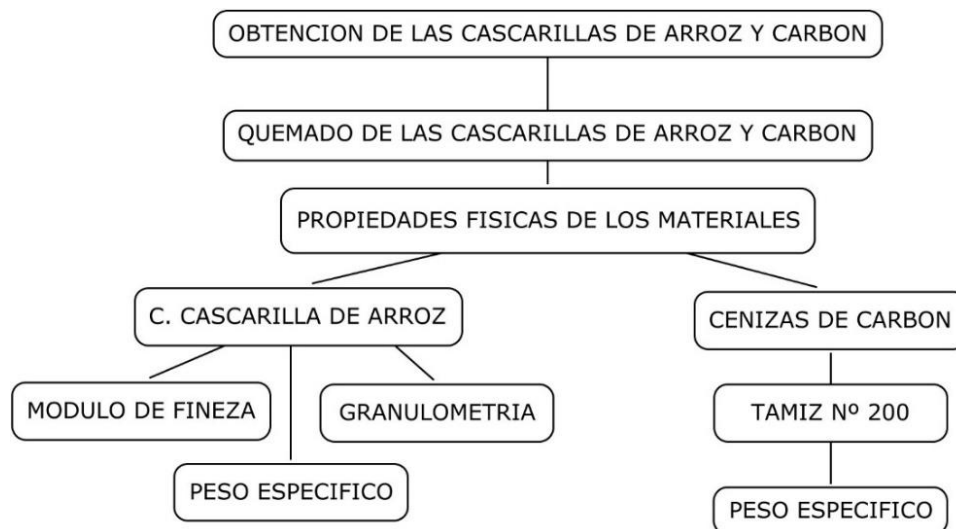 OBTENCION DE LAS CASCARILLAS DE ARROZ Y CARBON
QUEMADO DE LAS CASCARILLAS DE ARROZ Y CARBON
PROPIEDADES FISICAS DE LOS MATERIALES
C. CASCARILLA DE ARROZ
CENIZAS DE CARBON
MODULO DE FINEZA
GRANULOMETRIA
TAMIZ Nº 200
PESO ESPECIFICO
PESO ESPECIFICO